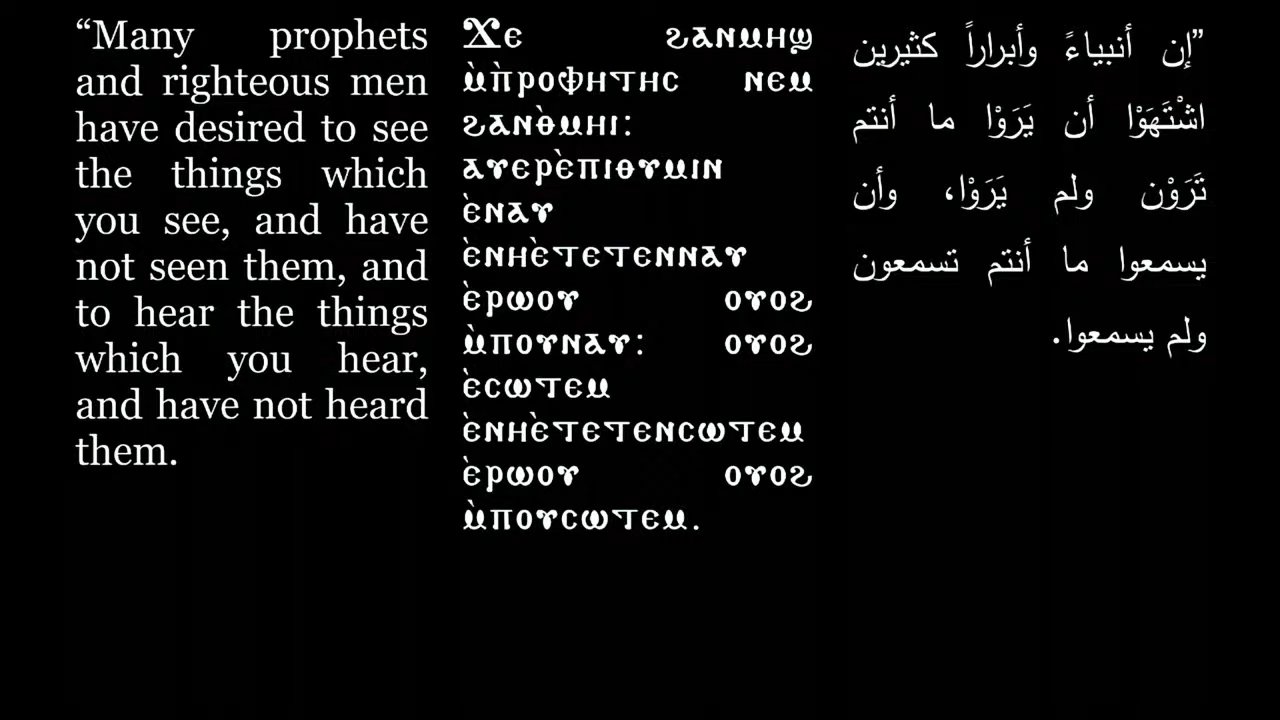 “Many prophets
and righteous men
have desired to see
the things which
you see, and have
not seen them, and
to hear the things
which you hear,
and have not heard
them.
Ϫⲉ ϩⲁⲛⲙⲏϣ
ⲙ̀ⲡ̀ⲣⲟⲫⲏⲧⲏⲥ ⲛⲉⲙ
ϩⲁⲛⲑ̀ⲙⲏⲓ:
ⲁⲩⲉⲣⲉ̀ⲡⲓⲑⲩⲙⲓⲛ
ⲉ̀ⲛⲁⲩ
ⲉ̀ⲛⲏⲉ̀ⲧⲉⲧⲉⲛⲛⲁⲩ
ⲉ̀ⲣⲱⲟⲩ ⲟⲩⲟϩ
ⲙ̀ⲡⲟⲩⲛⲁⲩ: ⲟⲩⲟϩ
ⲉ̀ⲥⲱⲧⲉⲙ
ⲉ̀ⲛⲏⲉ̀ⲧⲉⲧⲉⲛⲥⲱⲧⲉⲙ
ⲉ̀ⲣⲱⲟⲩ ⲟⲩⲟϩ
ⲙ̀ⲡⲟⲩⲥⲱⲧⲉⲙ.
”إن أنبياءً وأبراراً كثيرين
اشْتَهَوْا أن يَرَوْا ما أنتم
تَرَوْن ولم يَرَوْا، وأن
يسمعوا ما أنتم تسمعون
ولم يسمعوا.